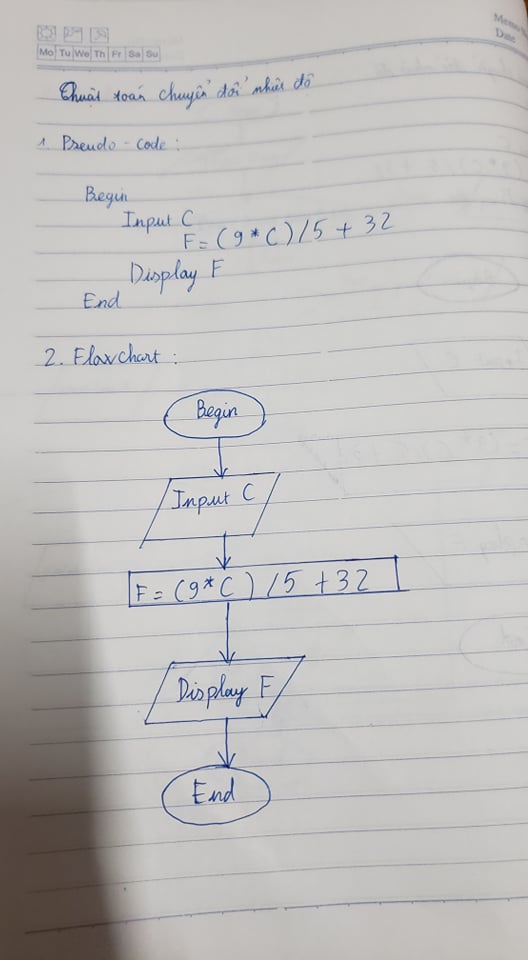 Memo No.
Date
Mo Tu We Th Fr Sa Su
Thuật toán chuyển đổi nhiệt độ
1. Pseudo-code :
Begin
Input C
F = (9 * C) / 5 + 32
Display F
End
2. Flowchart :
Begin
Input C
F = (9 * C) / 5 + 32
Display F
End